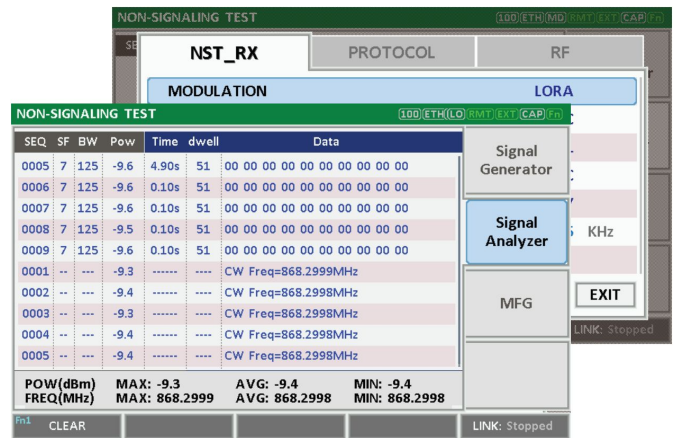 NON-SIGNALING TEST
100 ETH MD RMT EXT CAP Fn
SE
NST_RX PROTOCOL RF
MODULATION LORA
KHz
EXIT
LINK: Stopped
NON-SIGNALING TEST
100 ETH LO RMT EXT CAP Fn
SEQ SF BW Pow Time dwell Data
0005 7 125 -9.6 4.90s 51 00 00 00 00 00 00 00 00 00 00
0006 7 125 -9.6 0.10s 51 00 00 00 00 00 00 00 00 00 00
0007 7 125 -9.6 0.10s 51 00 00 00 00 00 00 00 00 00 00
0008 7 125 -9.5 0.10s 51 00 00 00 00 00 00 00 00 00 00
0009 7 125 -9.6 0.10s 51 00 00 00 00 00 00 00 00 00 00
0001 -- --- -9.3 ------ ---- CW Freq=868.2999MHz
0002 -- --- -9.4 ------ ---- CW Freq=868.2998MHz
0003 -- --- -9.3 ------ ---- CW Freq=868.2998MHz
0004 -- --- -9.4 ------ ---- CW Freq=868.2998MHz
0005 -- --- -9.4 ------ ---- CW Freq=868.2998MHz
POW(dBm) MAX: -9.3 AVG: -9.4 MIN: -9.4
FREQ(MHz) MAX: 868.2999 AVG: 868.2998 MIN: 868.2998
Signal
Generator
Signal
Analyzer
MFG
Fn1 CLEAR
LINK: Stopped